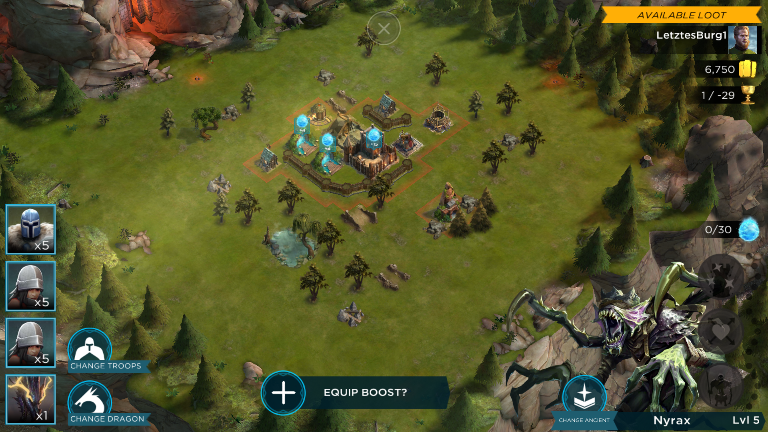 AVAILABLE LOOT
LetztesBurg1
6,750
1 / -29
0/30
x5
x5
x5
x1
CHANGE TROOPS
CHANGE DRAGON
EQUIP BOOST?
CHANGE ANCIENT
Nyrax Lvl 5